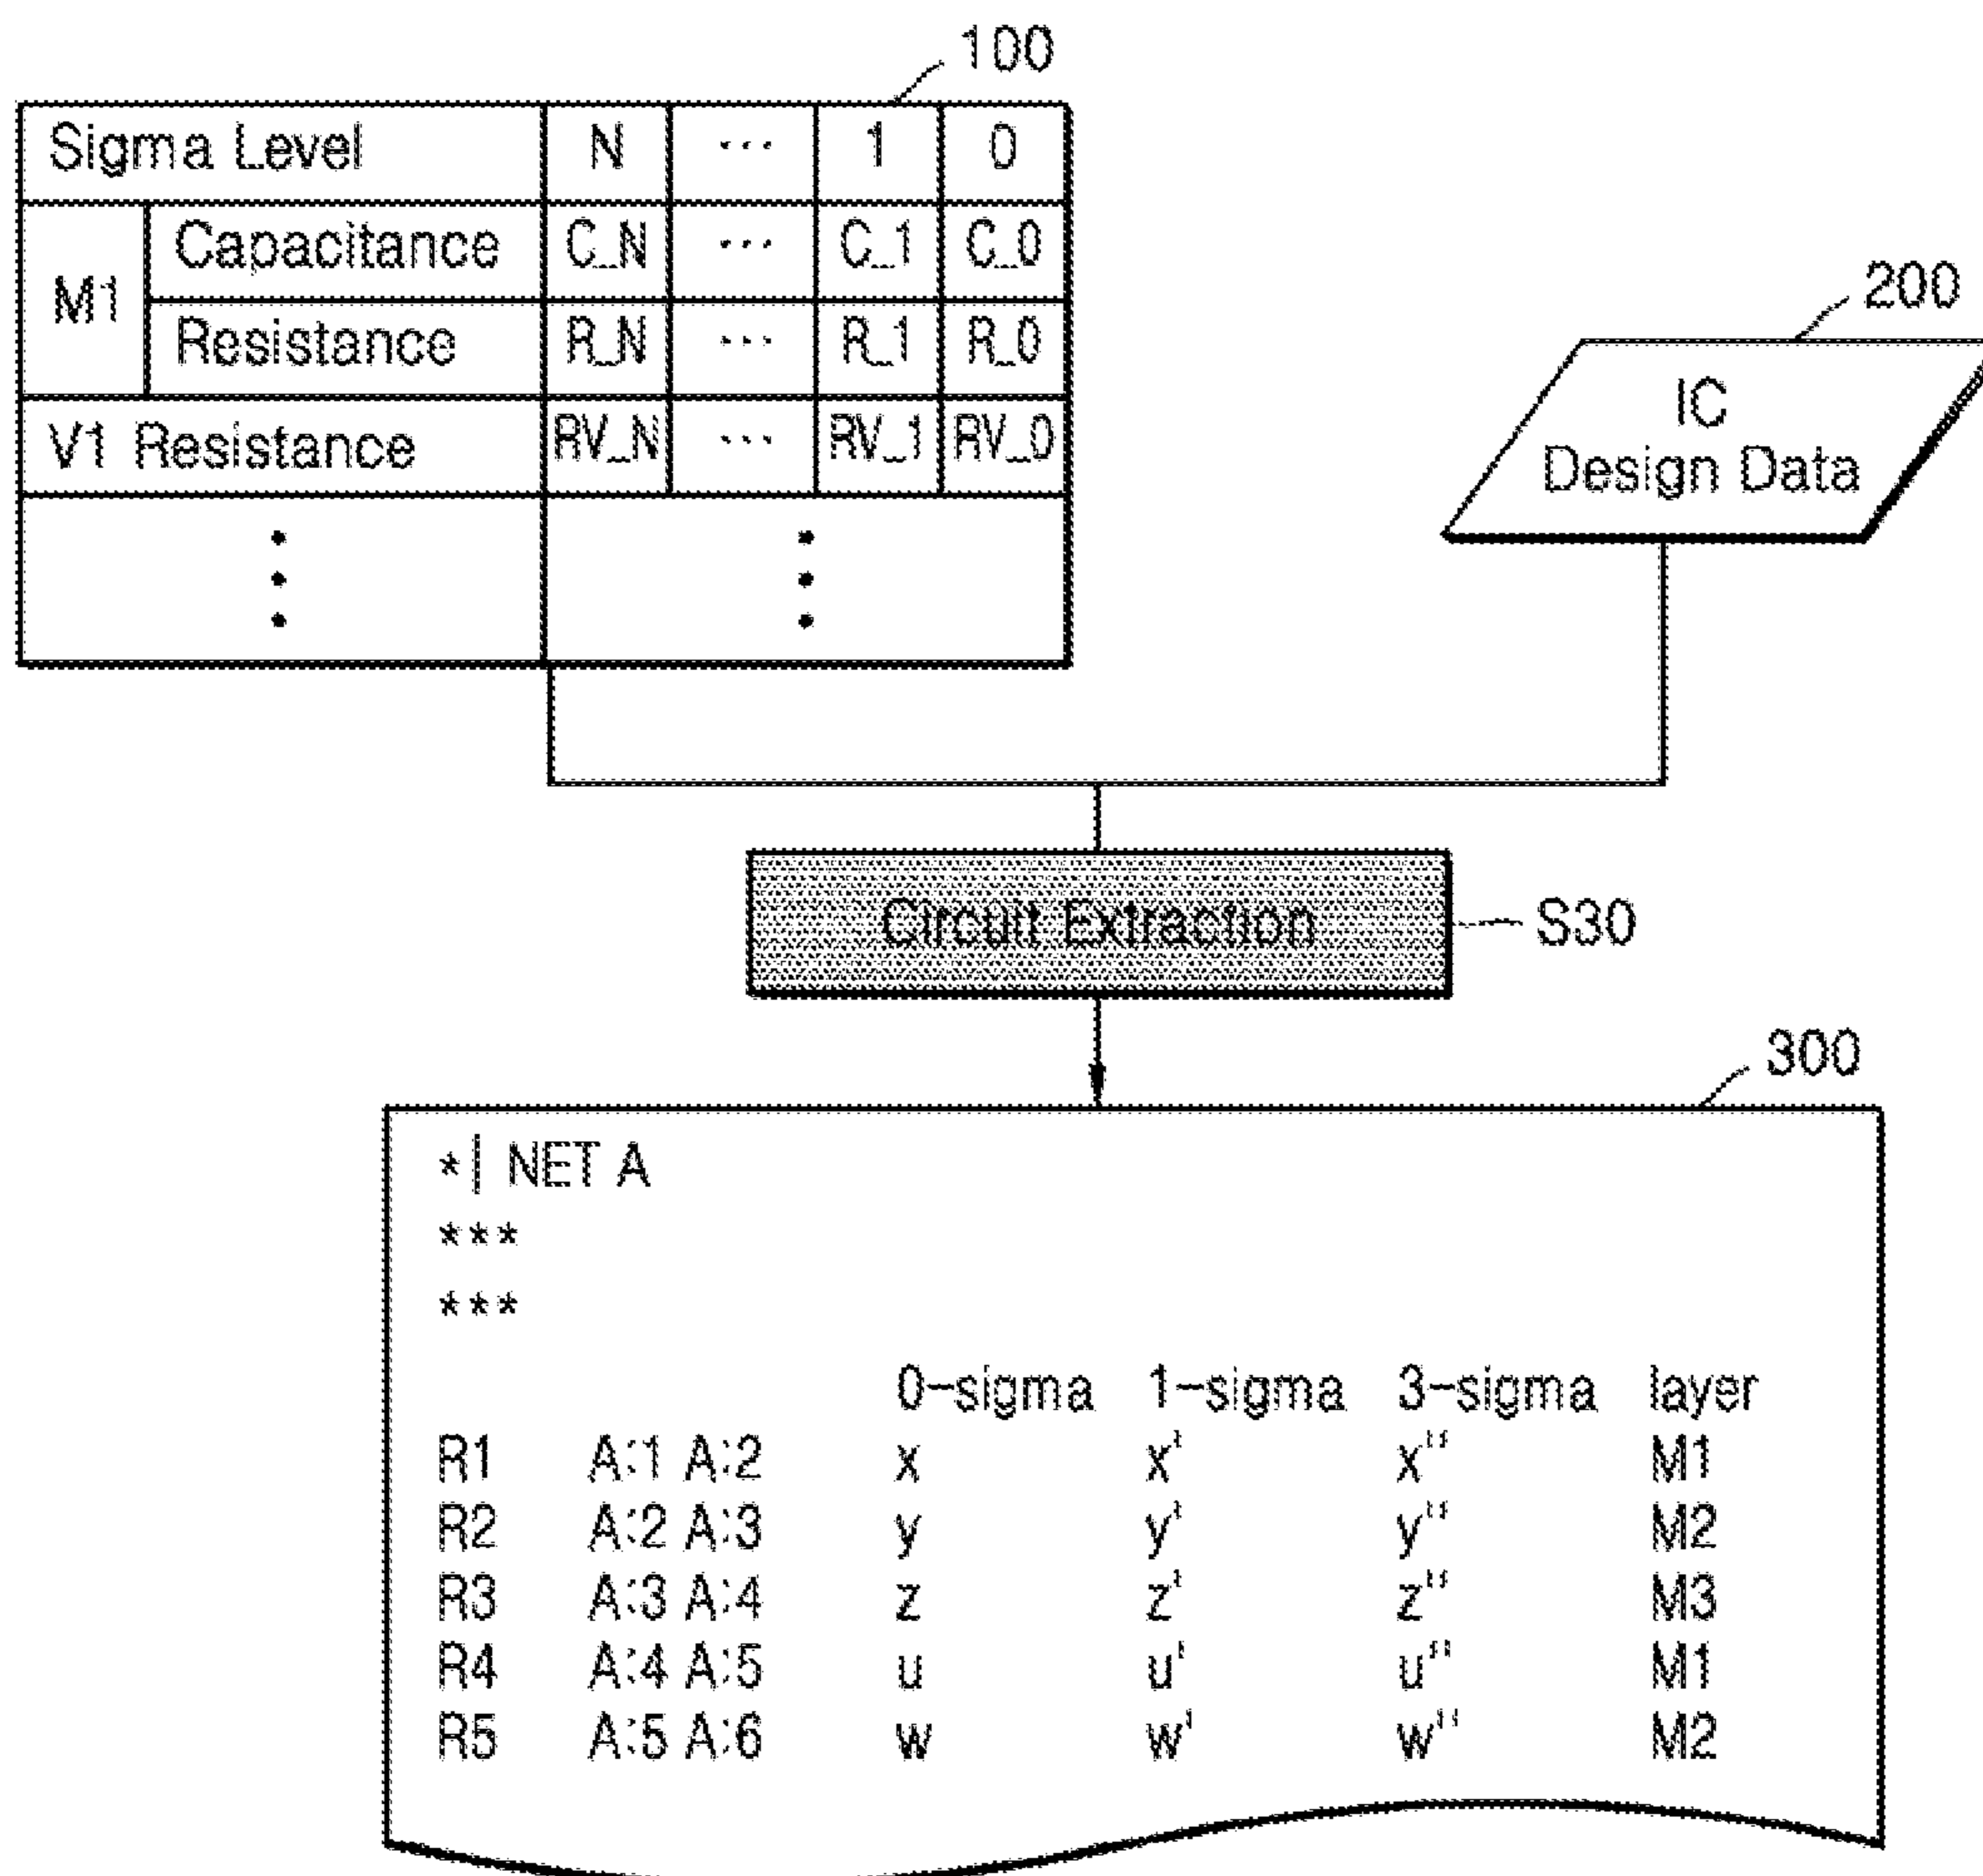 100
Sigma Level N ... 1 0
M1 Capacitance C_N ... C_1 C_0
Resistance R_N ... R_1 R_0
V1 Resistance RV_N ... RV_1 RV_0
200
IC
Design Data
Circuit Extraction S30
300
*| NET A
***
***
0-sigma 1-sigma 3-sigma layer
R1 A:1 A:2 x x' x" M1
R2 A:2 A:3 y y' y" M2
R3 A:3 A:4 z z' z" M3
R4 A:4 A:5 u u' u" M1
R5 A:5 A:6 w w' w" M2